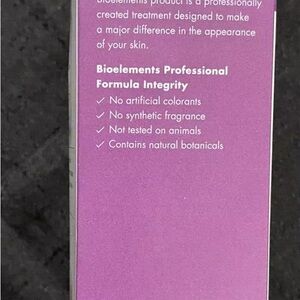 Bioelements product is a professionally
created treatment designed to make
a major difference in the appearance
of your skin.
Bioelements Professional
Formula Integrity
✓ No artificial colorants
✓ No synthetic fragrance
✓ Not tested on animals
✓ Contains natural botanicals